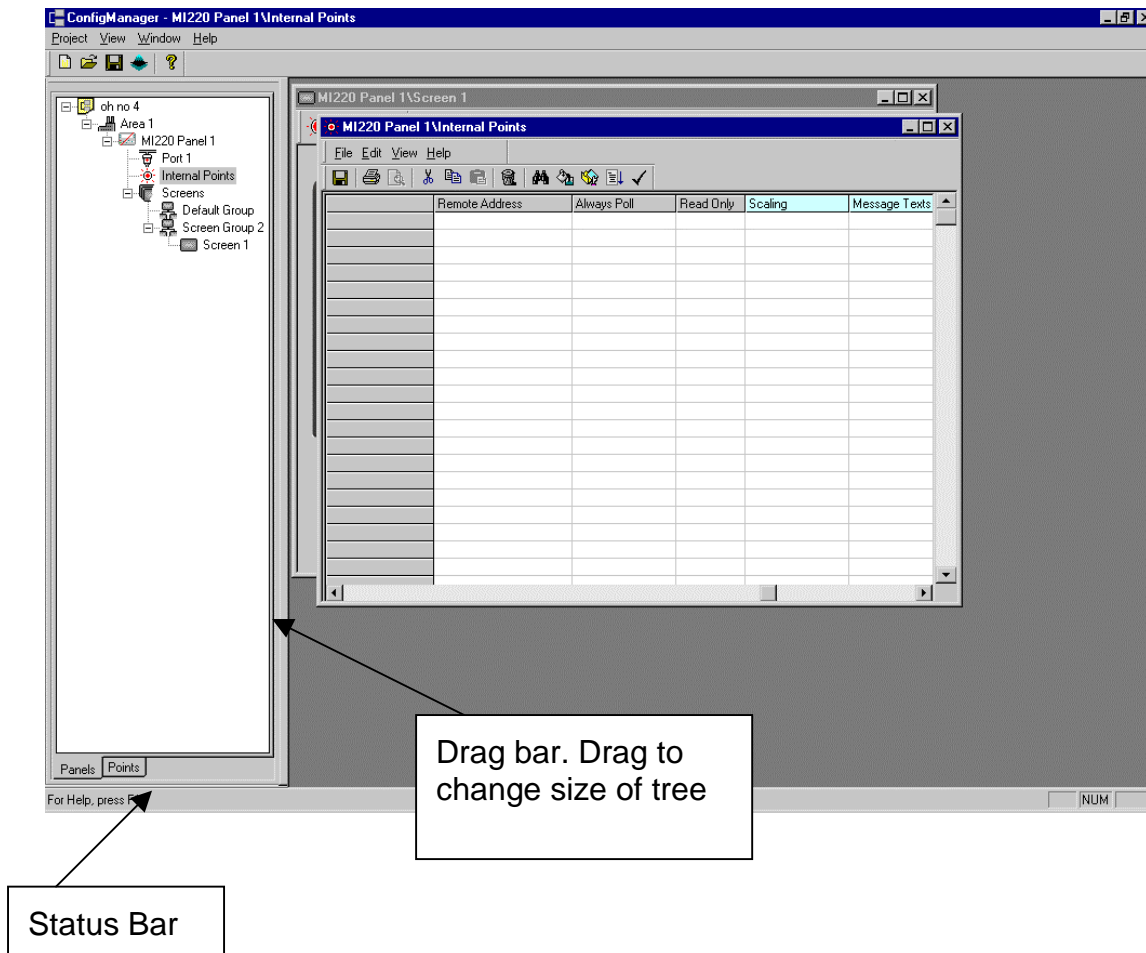 ConfigManager - MI220 Panel 1\Internal Points
Project View Window Help
oh no 4
Area 1
MI220 Panel 1
Port 1
Internal Points
Screens
Default Group
Screen Group 2
Screen 1
Panels Points
MI220 Panel 1\Screen 1
MI220 Panel 1\Internal Points
File Edit View Help
Remote Address Always Poll Read Only Scaling Message Texts
For Help, press
NUM
Drag bar. Drag to
change size of tree
Status Bar